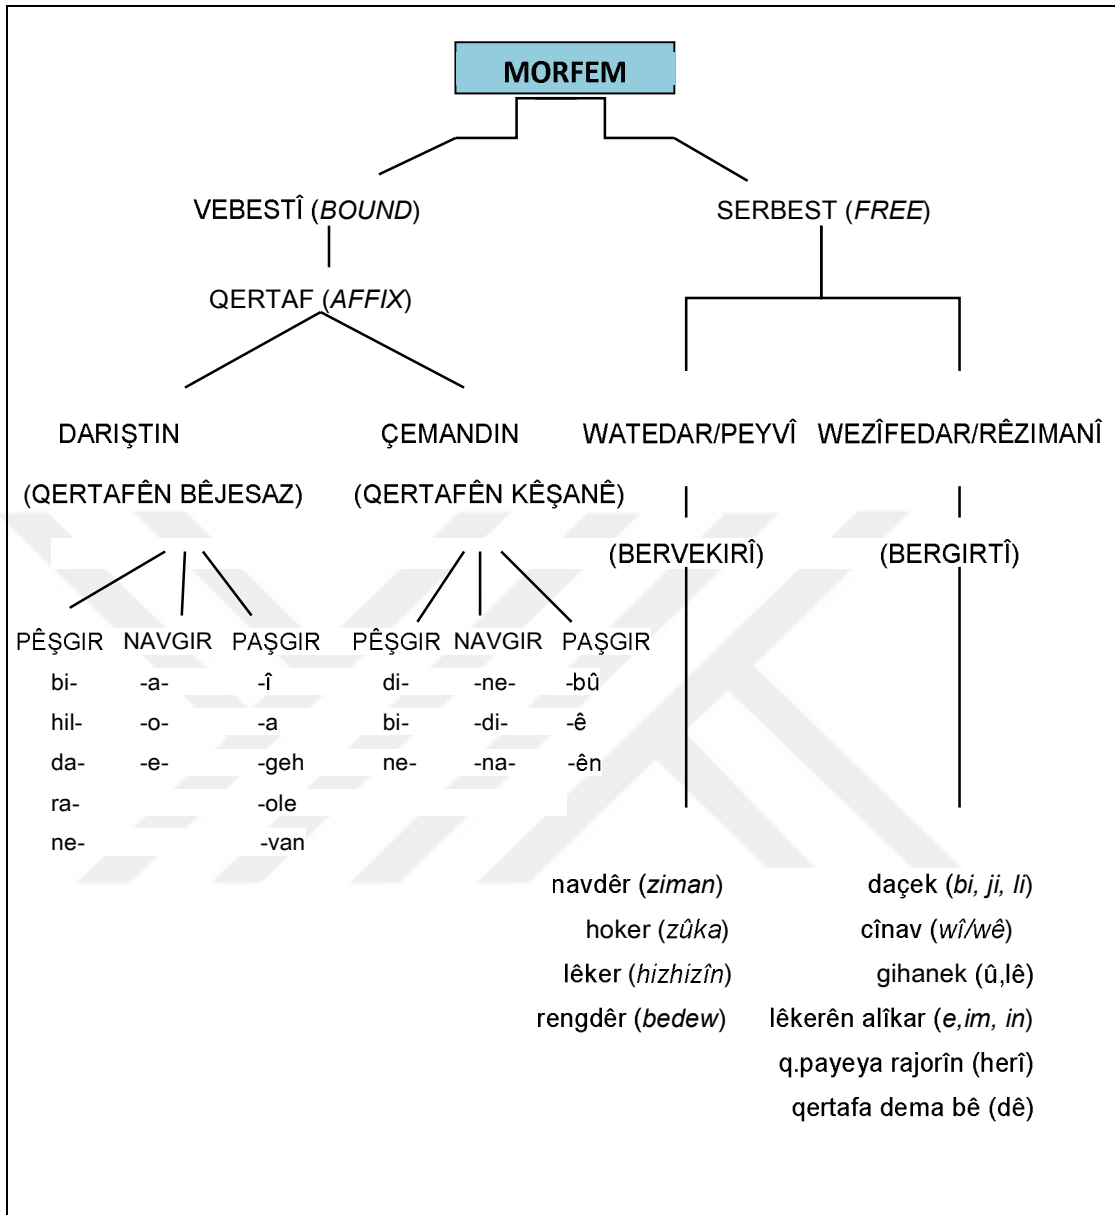 MORFEM
VEBESTÎ (BOUND) SERBEST (FREE)
QERTAF (AFFIX)
DARIŞTIN ÇEMANDIN WATEDAR/PEYVÎ WEZÎFEDAR/RÊZIMANÎ
(QERTAFÊN BÊJESAZ) (QERTAFÊN KÊŞANÊ)
(BERVEKIRÎ) (BERGIRTÎ)
PÊŞGIR NAVGIR PAŞGIR PÊŞGIR NAVGIR PAŞGIR
bi- -a- -î di- -ne- -bû
hil- -o- -a bi- -di- -ê
da- -e- -geh ne- -na- -ên
ra- -ole
ne- -van
navdêr (ziman) daçek (bi, ji, li)
hoker (zûka) cînav (wî/wê)
lêker (hizhizîn) gihanek (û,lê)
rengdêr (bedew) lêkerên alîkar (e,im, in)
q.payeya rajorîn (herî)
qertafa dema bê (dê)